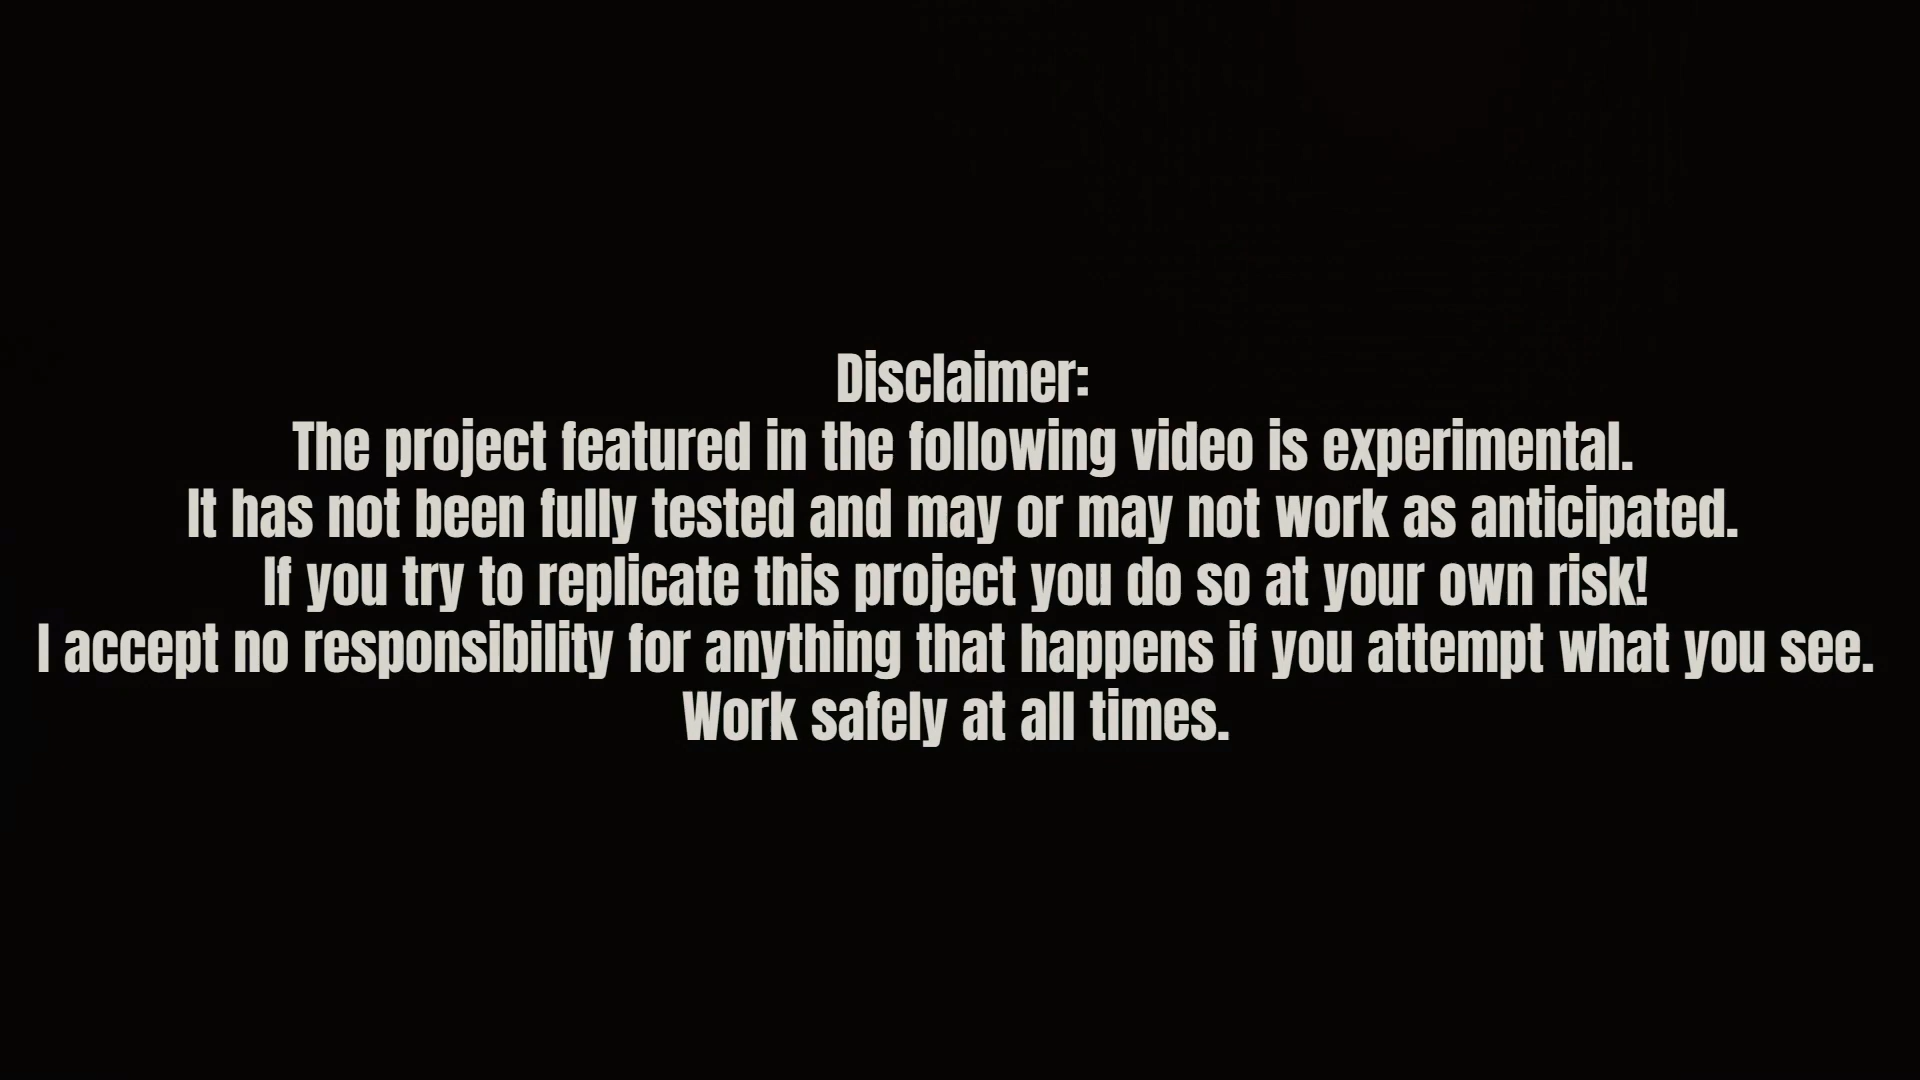 Disclaimer:
The project featured in the following video is experimental.
It has not been fully tested and may or may not work as anticipated.
If you try to replicate this project you do so at your own risk!
I accept no responsibility for anything that happens if you attempt what you see.
Work safely at all times.